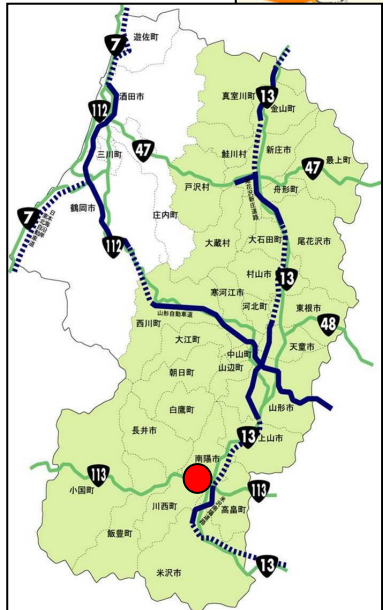 遊佐町
7
酒田市
真室川町
13
金山町
112
三川町
47
鮭川村
新庄市
最上町
47
戸沢村
舟形町
7
鶴岡市
庄内町
大蔵村
大石田町
尾花沢市
112
村山市
13
寒河江市
河北町
東根市
山形自動車道
西川町
48
大江町
中山町
天童市
山辺町
朝日町
山形市
白鷹町
13
上山市
長井市
南陽市
113
小国町
113
川西町
高畠町
飯豊町
13
米沢市